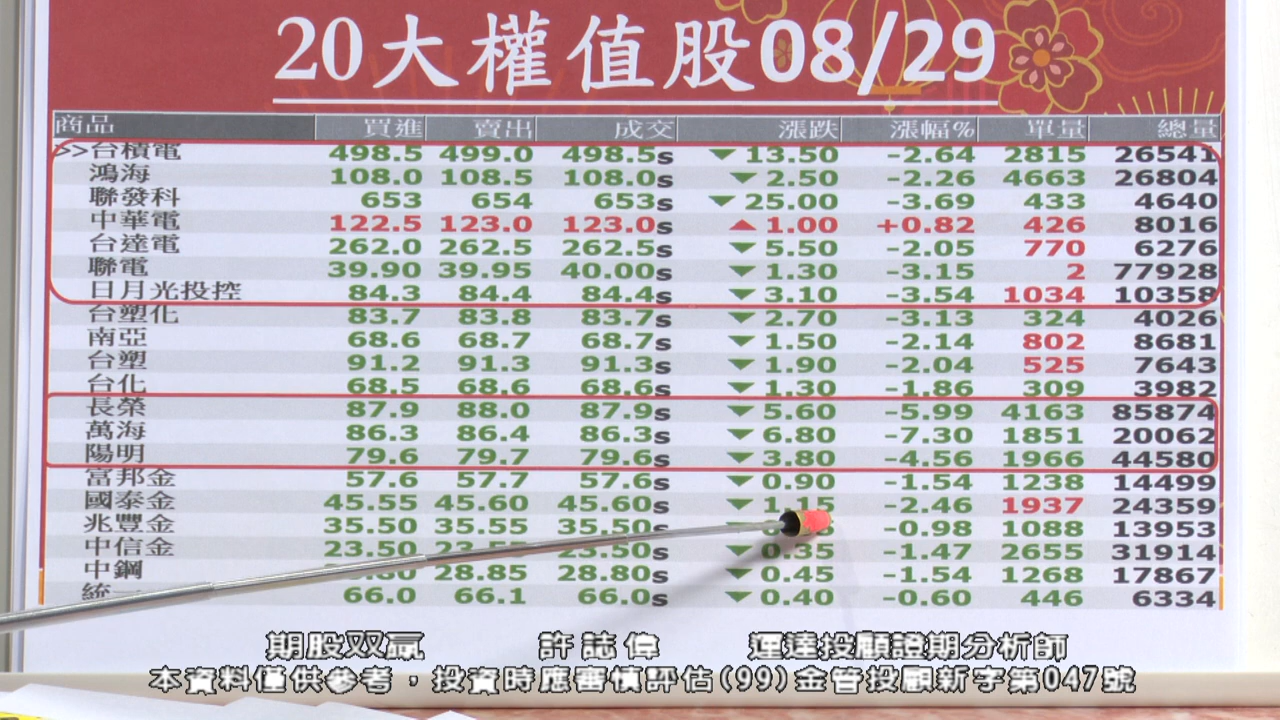 20大權值股08/29
商品 買進 賣出 成交 漲跌 漲幅% 單量 總量
>>台積電 498.5 499.0 498.5s ▼ 13.50 -2.64 2815 26541
鴻海 108.0 108.5 108.0s ▼ 2.50 -2.26 4663 26804
聯發科 653 654 653s ▼ 25.00 -3.69 433 4640
中華電 122.5 123.0 123.0s ▲ 1.00 +0.82 426 8016
台達電 262.0 262.5 262.5s ▼ 5.50 -2.05 770 6276
聯電 39.90 39.95 40.00s ▼ 1.30 -3.15 2 77928
日月光投控 84.3 84.4 84.4s ▼ 3.10 -3.54 1034 10358
台塑化 83.7 83.8 83.7s ▼ 2.70 -3.13 324 4026
南亞 68.6 68.7 68.7s ▼ 1.50 -2.14 802 8681
台塑 91.2 91.3 91.3s ▼ 1.90 -2.04 525 7643
台化 68.5 68.6 68.6s ▼ 1.30 -1.86 309 3982
長榮 87.9 88.0 87.9s ▼ 5.60 -5.99 4163 85874
萬海 86.3 86.4 86.3s ▼ 6.80 -7.30 1851 20062
陽明 79.6 79.7 79.6s ▼ 3.80 -4.56 1966 44580
富邦金 57.6 57.7 57.6s ▼ 0.90 -1.54 1238 14499
國泰金 45.55 45.60 45.60s ▼ 1.15 -2.46 1937 24359
兆豐金 35.50 35.55 35.50s ▼ -0.98 1088 13953
中信金 23.50 23.50s ▼ 0.35 -1.47 2655 31914
中鋼 28.85 28.80s ▼ 0.45 -1.54 1268 17867
統一 66.0 66.1 66.0s ▼ 0.40 -0.60 446 6334
期股双贏 許誌偉 運達投顧證期分析師
本資料僅供參考，投資時應審慎評估(99)金管投顧新字第047號